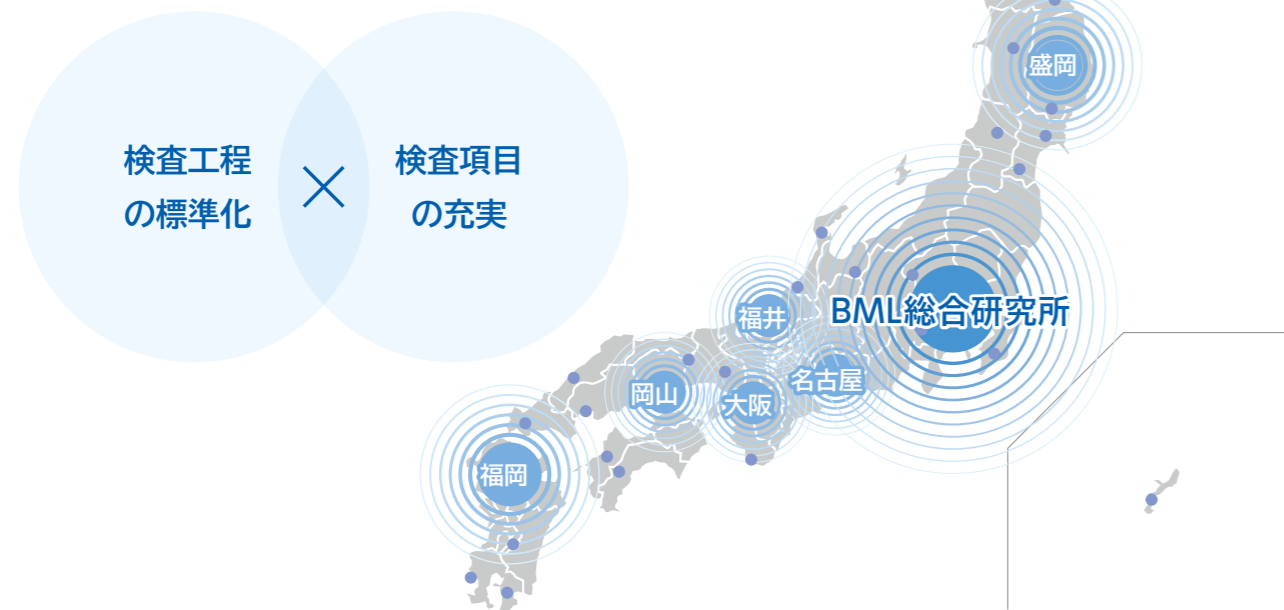 検査工程
の標準化
×
検査項目
の充実
盛岡
BML総合研究所
福井
名古屋
岡山
大阪
福岡